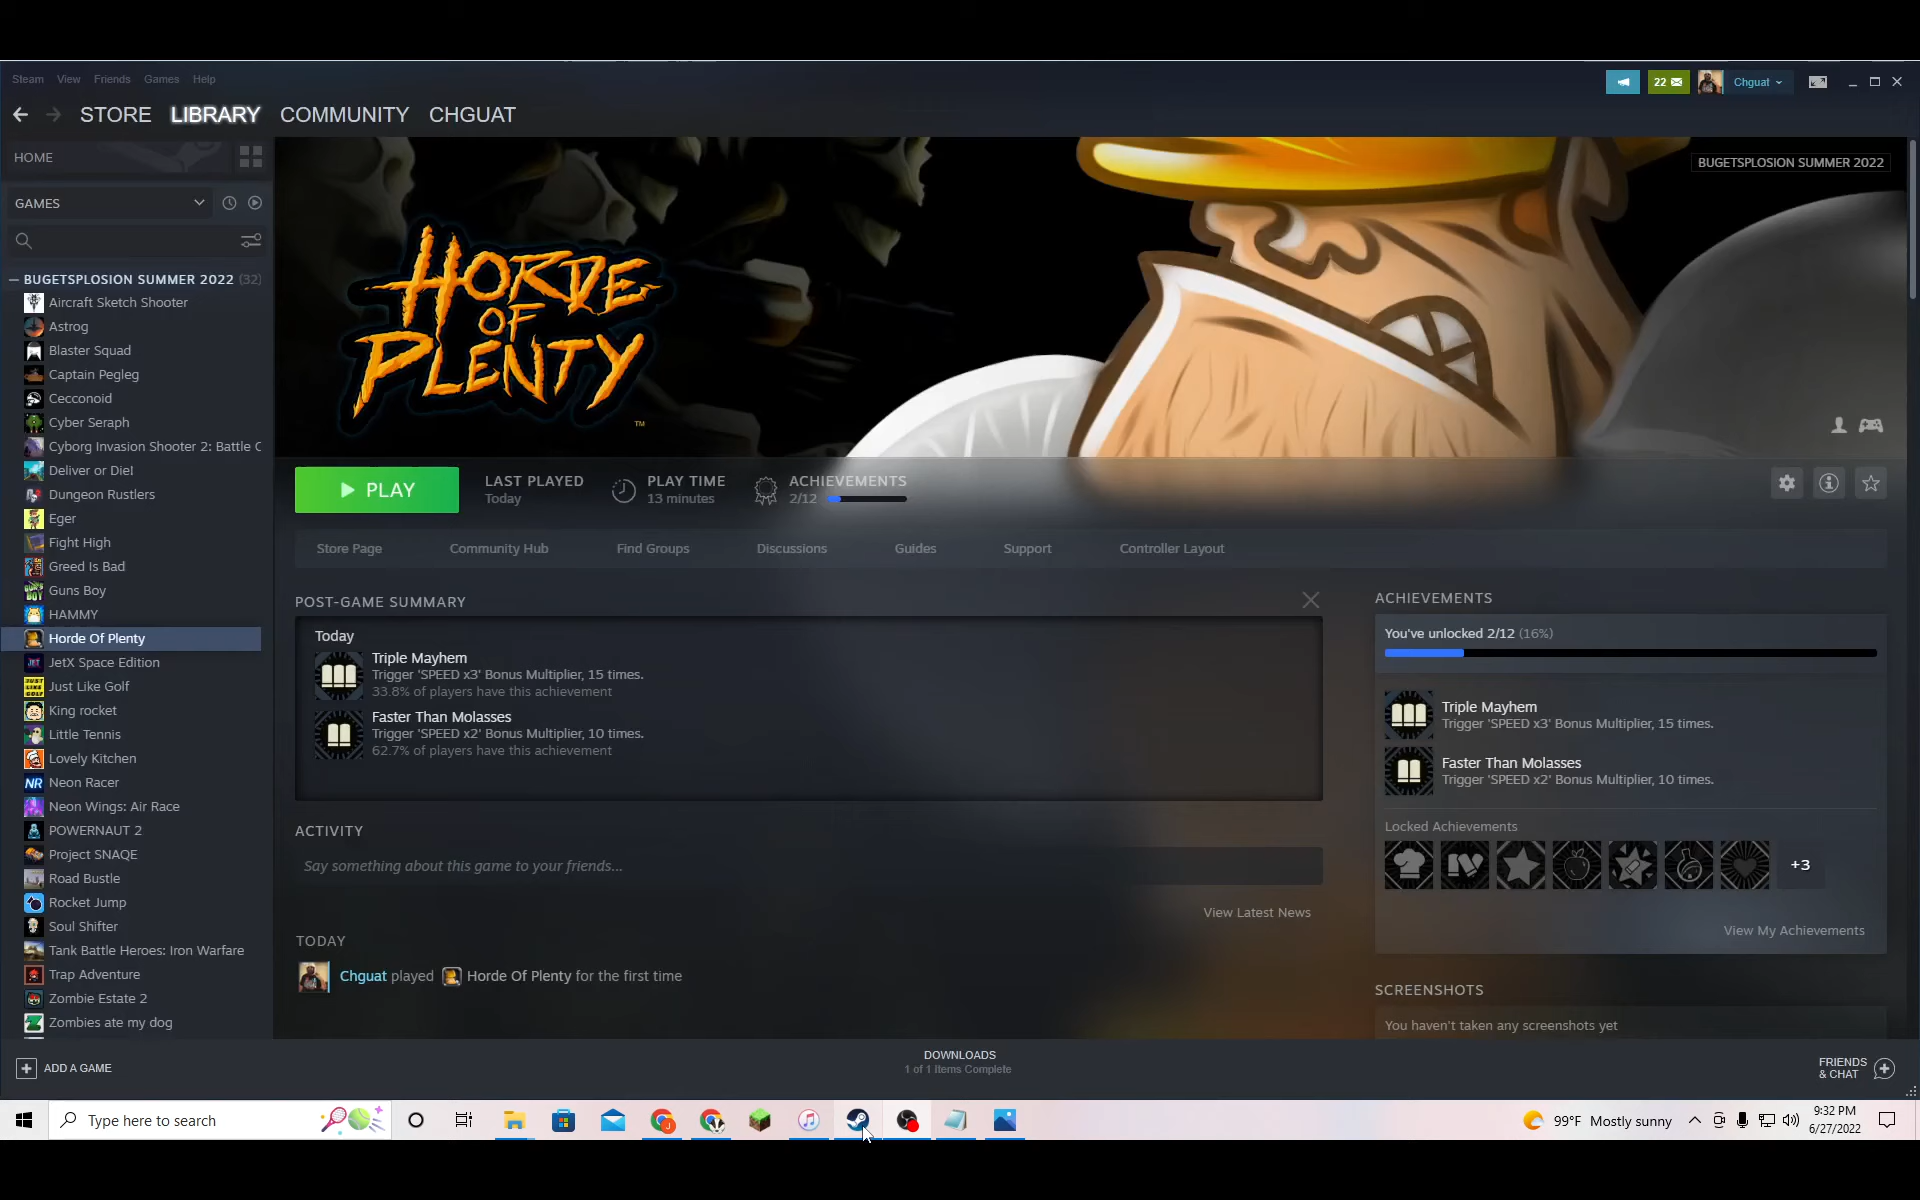 Steam View Friends Games Help
22
Chguat
STORE LIBRARY COMMUNITY CHGUAT
HOME
BUGETSPLOSION SUMMER 2022
GAMES
BUGETSPLOSION SUMMER 2022 (32)
Aircraft Sketch Shooter
Astrog
Blaster Squad
Captain Pegleg
Cecconoid
Cyber Seraph
Cyborg Invasion Shooter 2: Battle C
Deliver or Die!
Dungeon Rustlers
Eger
Fight High
Greed Is Bad
Guns Boy
HAMMY
Horde Of Plenty
JetX Space Edition
Just Like Golf
King rocket
Little Tennis
Lovely Kitchen
Neon Racer
Neon Wings: Air Race
POWERNAUT 2
Project SNAQE
Road Bustle
Rocket Jump
Soul Shifter
Tank Battle Heroes: Iron Warfare
Trap Adventure
Zombie Estate 2
Zombies ate my dog
HORDE
OF
PLENTY
TM
PLAY
LAST PLAYED
Today
PLAY TIME
13 minutes
ACHIEVEMENTS
2/12
Store Page Community Hub Find Groups Discussions Guides Support Controller Layout
POST-GAME SUMMARY
Today
Triple Mayhem
Trigger 'SPEED x3' Bonus Multiplier, 15 times.
33.8% of players have this achievement
Faster Than Molasses
Trigger 'SPEED x2' Bonus Multiplier, 10 times.
62.7% of players have this achievement
ACTIVITY
Say something about this game to your friends...
View Latest News
TODAY
Chguat played Horde Of Plenty for the first time
ACHIEVEMENTS
You've unlocked 2/12 (16%)
Triple Mayhem
Trigger 'SPEED x3' Bonus Multiplier, 15 times.
Faster Than Molasses
Trigger 'SPEED x2' Bonus Multiplier, 10 times.
Locked Achievements
+3
View My Achievements
SCREENSHOTS
You haven't taken any screenshots yet
ADD A GAME
DOWNLOADS
1 of 1 Items Complete
FRIENDS
& CHAT
Type here to search
99°F Mostly sunny
9:32 PM
6/27/2022